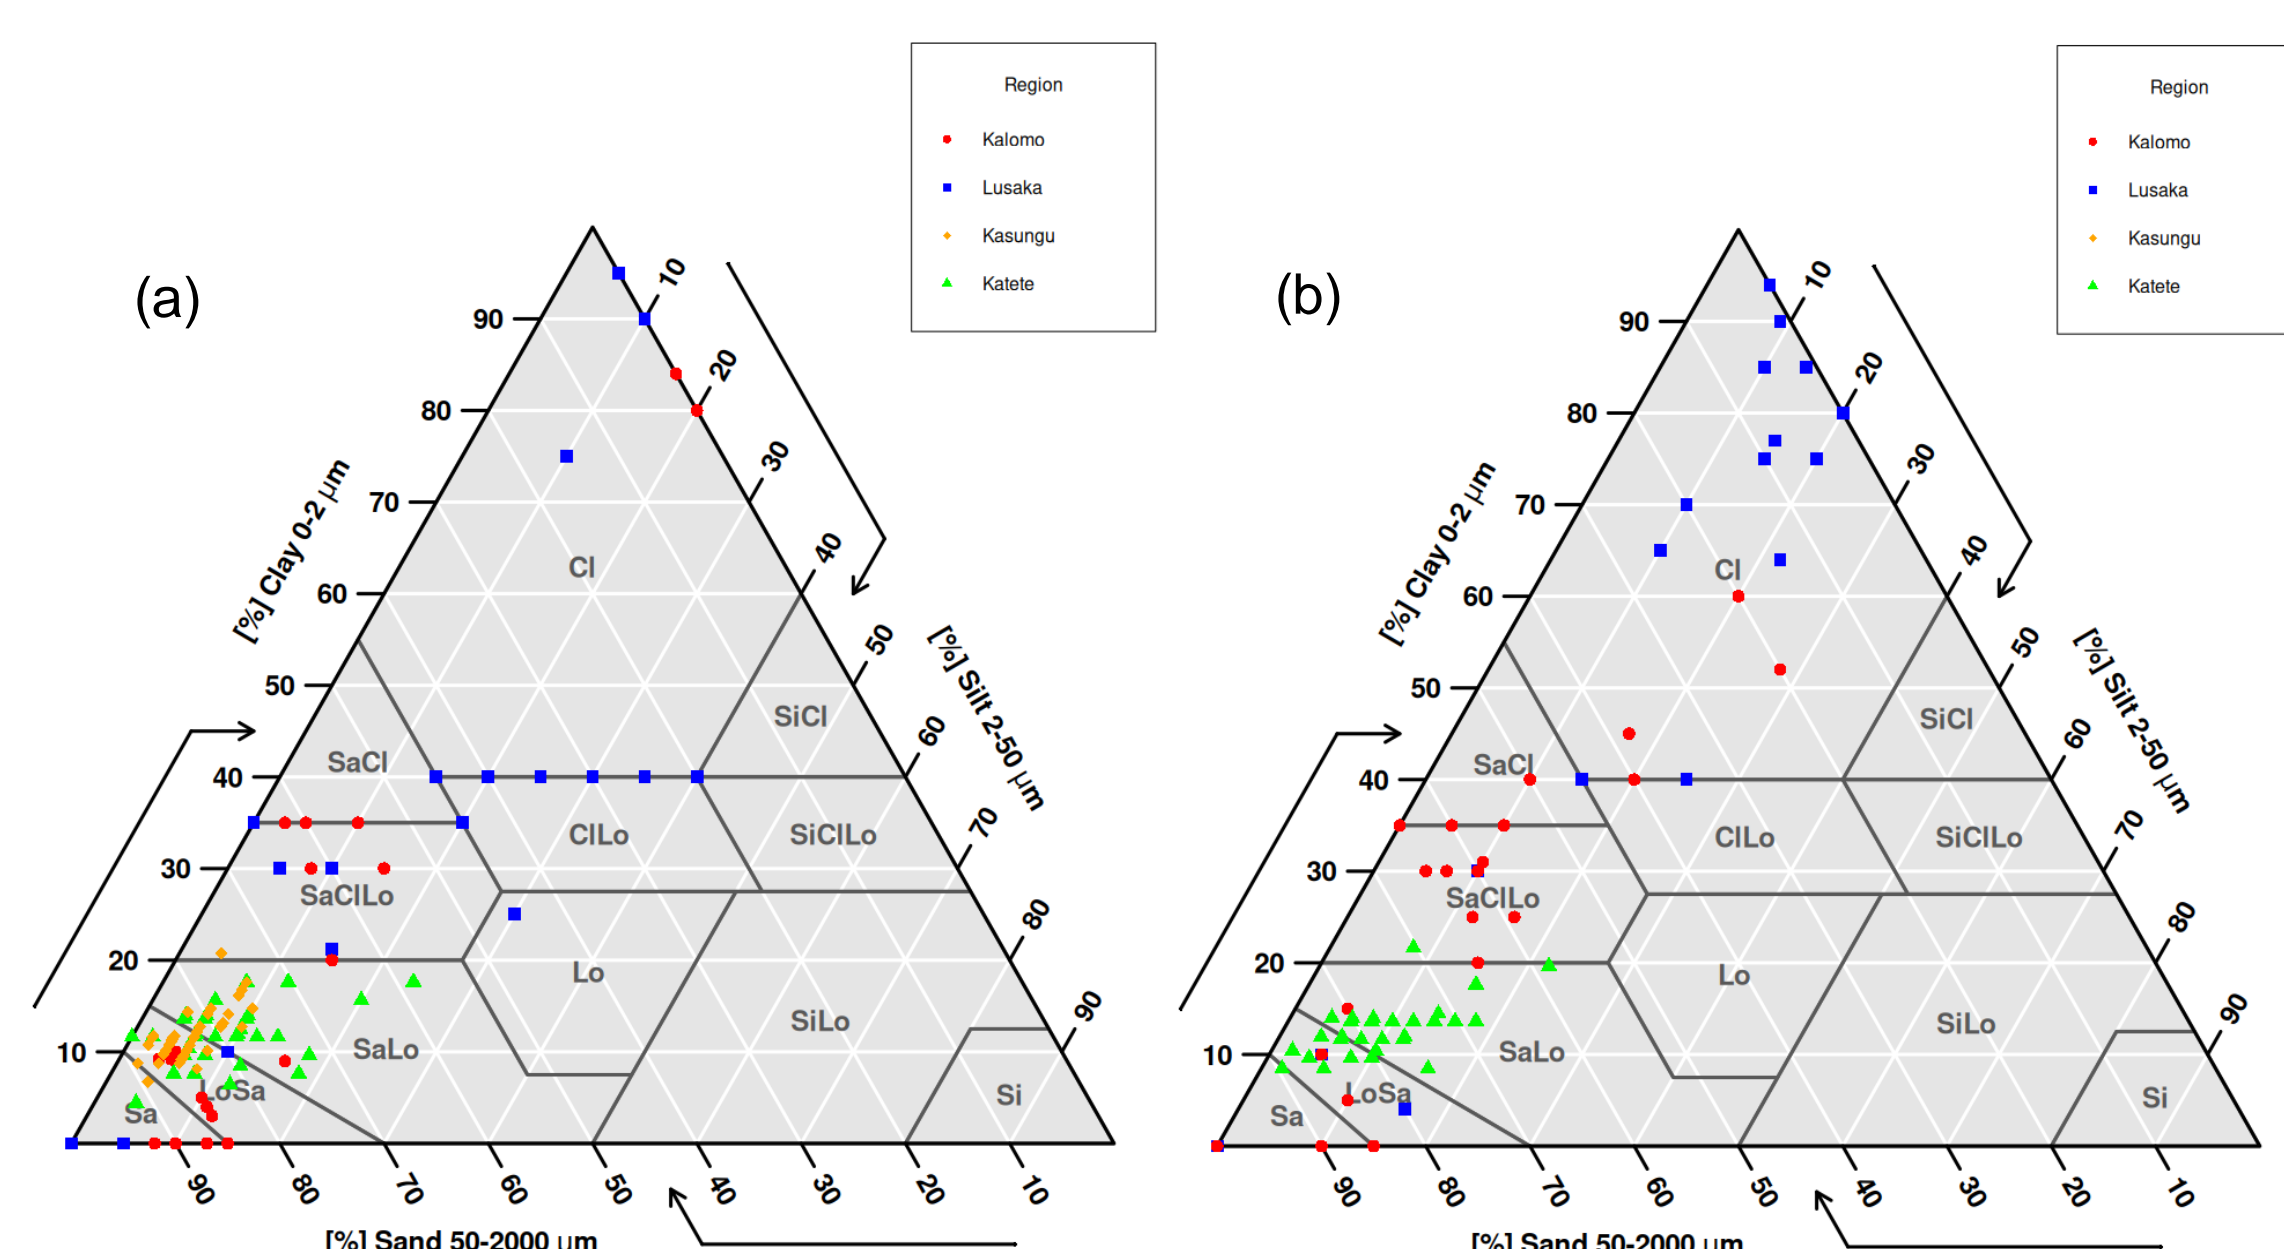 (a)
Region
Kalomo
Lusaka
Kasungu
Katete
[%] Clay 0-2 µm
90
80
70
60
50
40
30
20
10
10
20
30
40
50
60
70
80
90
[%] Silt 2-50 µm
Cl
SiCl
SaCl
ClLo
SiClLo
SaClLo
Lo
SiLo
SaLo
LoSa
Sa
Si
90
80
70
60
50
40
30
20
10
[%] Sand 50-2000 µm
(b)
Region
Kalomo
Lusaka
Kasungu
Katete
[%] Clay 0-2 µm
90
80
70
60
50
40
30
20
10
10
20
30
40
50
60
70
80
90
[%] Silt 2-50 µm
Cl
SiCl
SaCl
ClLo
SiClLo
SaClLo
Lo
SiLo
SaLo
LoSa
Sa
Si
90
80
70
60
50
40
30
20
10
[%] Sand 50-2000 µm